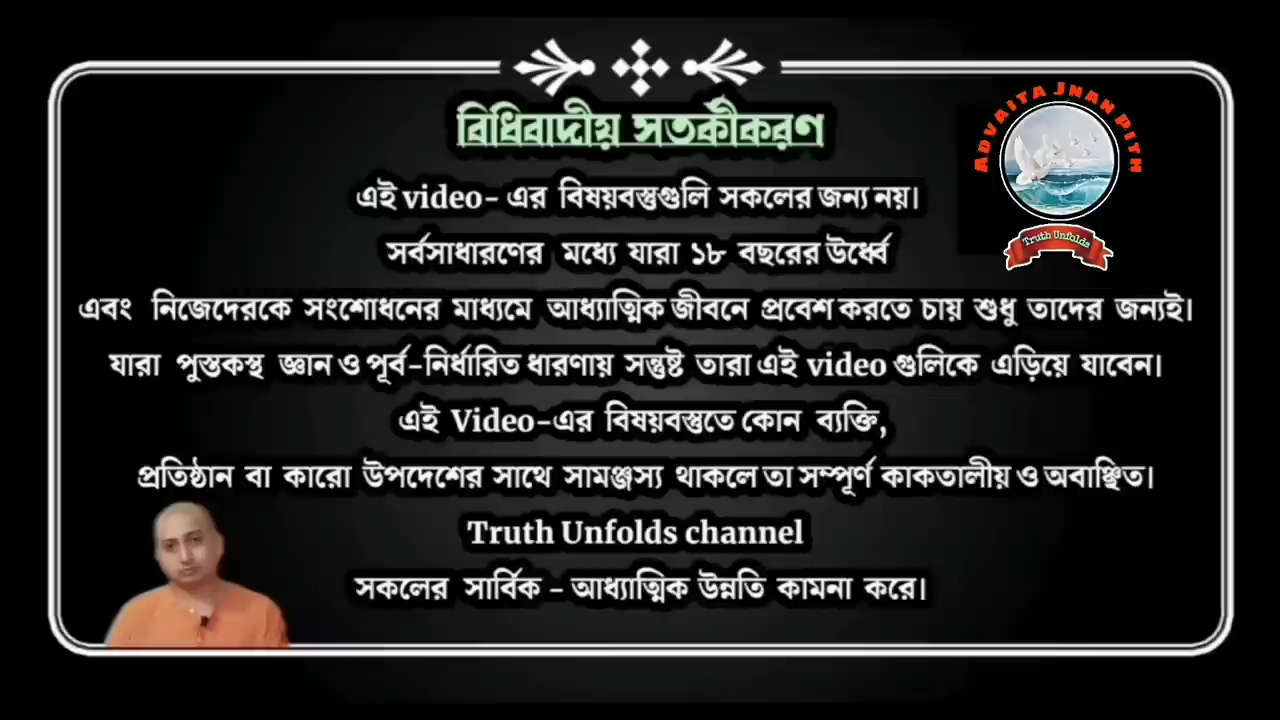 বিধিবাদীয় সতর্কীকরণ
ADVAITA JNAN PITH
Truth Unfolds
এই video- এর বিষয়বস্তুগুলি সকলের জন্য নয়।
সর্বসাধারণের মধ্যে যারা ১৮ বছরের উর্ধ্বে
এবং নিজেদেরকে সংশোধনের মাধ্যমে আধ্যাত্মিক জীবনে প্রবেশ করতে চায় শুধু তাদের জন্যই।
যারা পুস্তকস্থ জ্ঞান ও পূর্ব-নির্ধারিত ধারণায় সন্তুষ্ট তারা এই video গুলিকে এড়িয়ে যাবেন।
এই Video-এর বিষয়বস্তুতে কোন ব্যক্তি,
প্রতিষ্ঠান বা কারো উপদেশের সাথে সামঞ্জস্য থাকলে তা সম্পূর্ণ কাকতালীয় ও অবাঞ্ছিত।
Truth Unfolds channel
সকলের সার্বিক - আধ্যাত্মিক উন্নতি কামনা করে।